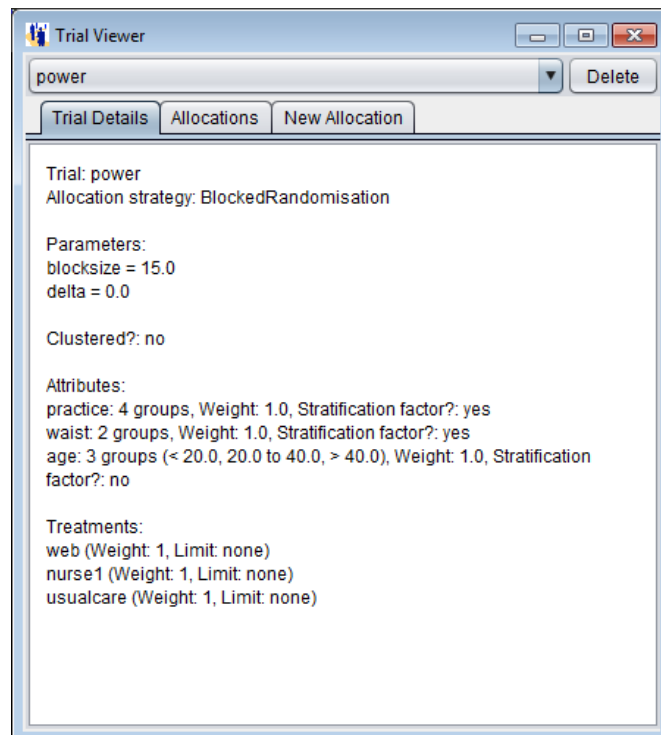 Trial Viewer
power
Delete
Trial Details
Allocations
New Allocation
Trial: power
Allocation strategy: BlockedRandomisation
Parameters:
blocksize = 15.0
delta = 0.0
Clustered?: no
Attributes:
practice: 4 groups, Weight: 1.0, Stratification factor?: yes
waist: 2 groups, Weight: 1.0, Stratification factor?: yes
age: 3 groups (< 20.0, 20.0 to 40.0, > 40.0), Weight: 1.0, Stratification
factor?: no
Treatments:
web (Weight: 1, Limit: none)
nurse1 (Weight: 1, Limit: none)
usualcare (Weight: 1, Limit: none)